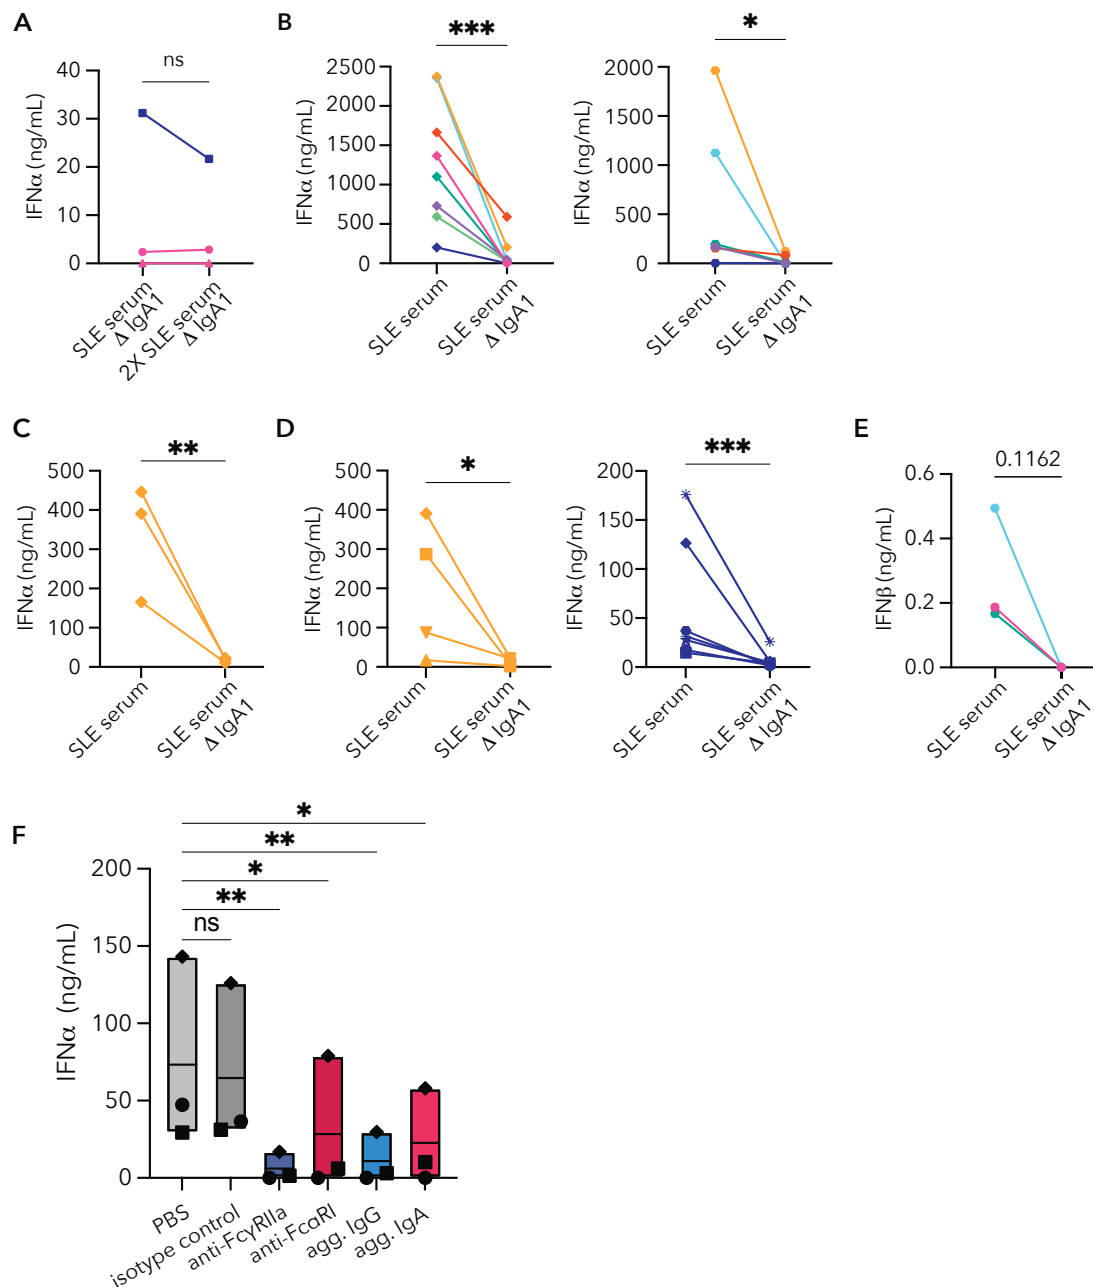 A
ns
IFNα (ng/mL)
40
30
20
10
0
SLE serum
Δ IgA1
2X SLE serum
Δ IgA1
B
***
IFNα (ng/mL)
2500
2000
1500
1000
500
0
SLE serum
SLE serum
Δ IgA1
*
IFNα (ng/mL)
2000
1500
1000
500
0
SLE serum
SLE serum
Δ IgA1
C
**
IFNα (ng/mL)
500
400
300
200
100
0
SLE serum
SLE serum
Δ IgA1
D
*
IFNα (ng/mL)
500
400
300
200
100
0
SLE serum
SLE serum
Δ IgA1
***
IFNα (ng/mL)
200
150
100
50
0
SLE serum
SLE serum
Δ IgA1
E
0.1162
IFNβ (ng/mL)
0.6
0.4
0.2
0.0
SLE serum
SLE serum
Δ IgA1
F
*
**
*
**
ns
IFNα (ng/mL)
200
150
100
50
0
PBS
isotype control
anti-FcγRIIa
anti-FcαRI
agg. IgG
agg. IgA